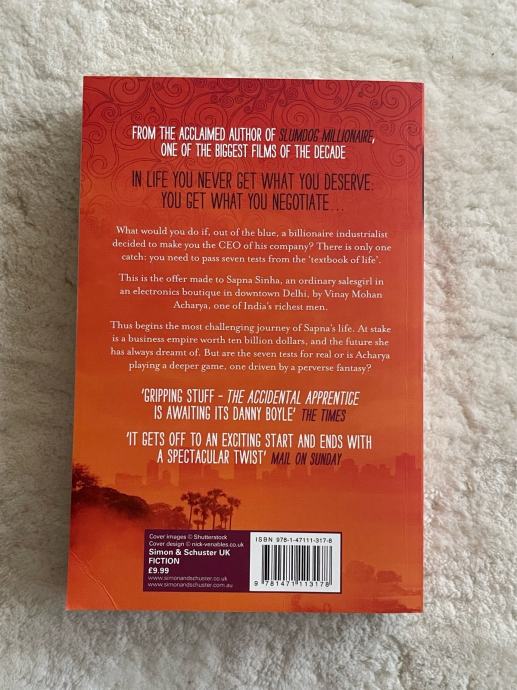 FROM THE ACCLAIMED AUTHOR OF SLUMDOG MILLIONAIRE,
ONE OF THE BIGGEST FILMS OF THE DECADE
IN LIFE YOU NEVER GET WHAT YOU DESERVE:
YOU GET WHAT YOU NEGOTIATE...
What would you do if, out of the blue, a billionaire industrialist
decided to make you the CEO of his company? There is only one
catch: you need to pass seven tests from the ‘textbook of life’.
This is the offer made to Sapna Sinha, an ordinary salesgirl in
an electronics boutique in downtown Delhi, by Vinay Mohan
Acharya, one of India’s richest men.
Thus begins the most challenging journey of Sapna’s life. At stake
is a business empire worth ten billion dollars, and the future she
has always dreamt of. But are the seven tests for real or is Acharya
playing a deeper game, one driven by a perverse fantasy?
‘GRIPPING STUFF – THE ACCIDENTAL APPRENTICE
IS AWAITING ITS DANNY BOYLE’ THE TIMES
‘IT GETS OFF TO AN EXCITING START AND ENDS WITH
A SPECTACULAR TWIST’ MAIL ON SUNDAY
Cover images © Shutterstock
Cover design © nick-venables.co.uk
Simon & Schuster UK
FICTION
£9.99
www.simonandschuster.co.uk
www.simonandschuster.com.au
ISBN 978-1-47111-317-8
9 781471 113178